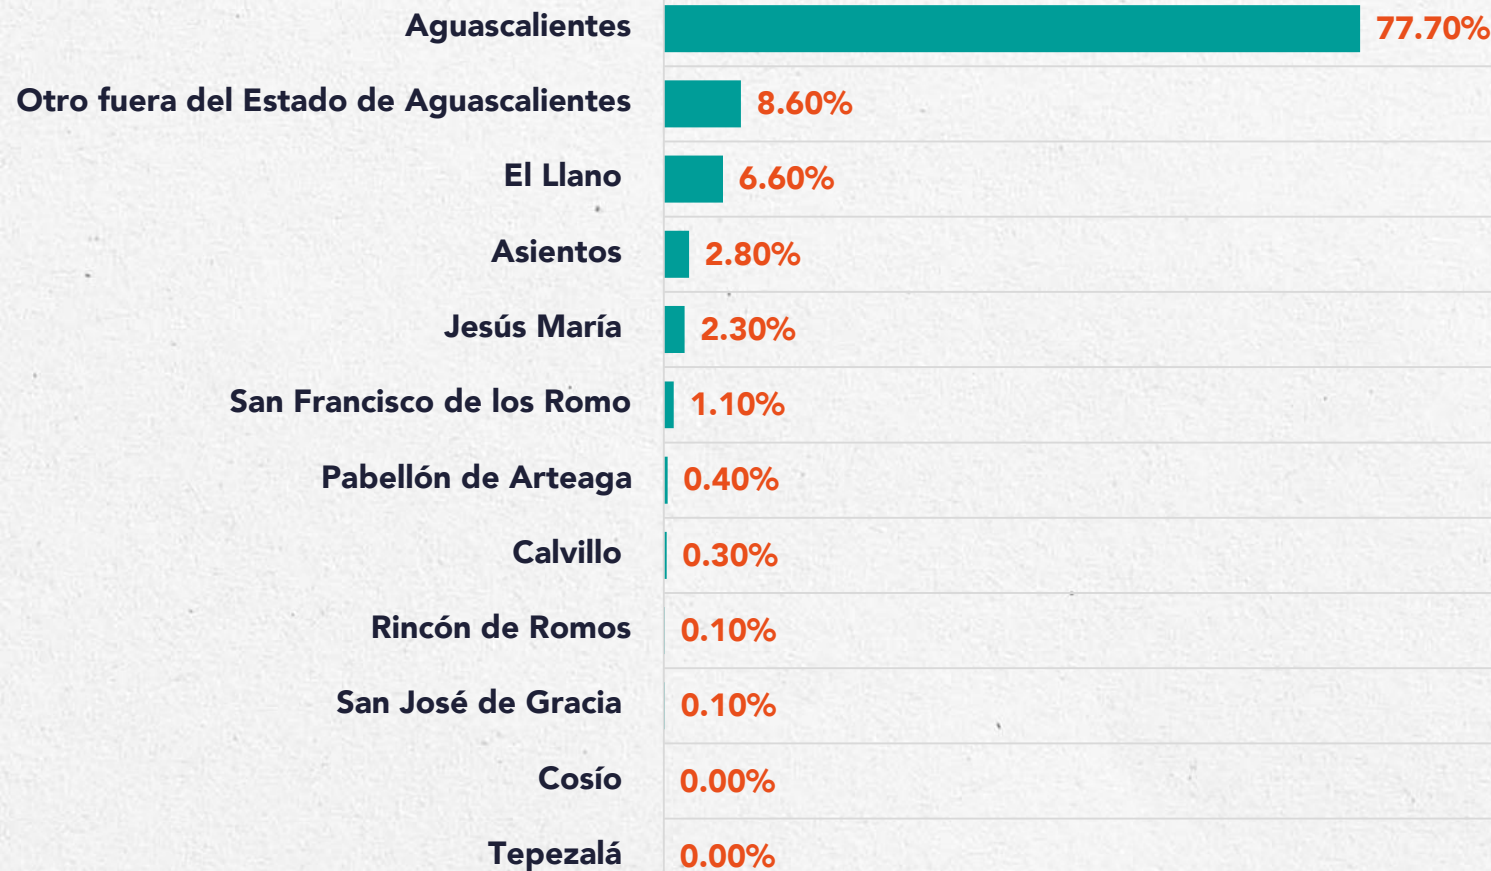 Aguascalientes 77.70%
Otro fuera del Estado de Aguascalientes 8.60%
El Llano 6.60%
Asientos 2.80%
Jesús María 2.30%
San Francisco de los Romo 1.10%
Pabellón de Arteaga 0.40%
Calvillo 0.30%
Rincón de Romos 0.10%
San José de Gracia 0.10%
Cosío 0.00%
Tepezalá 0.00%